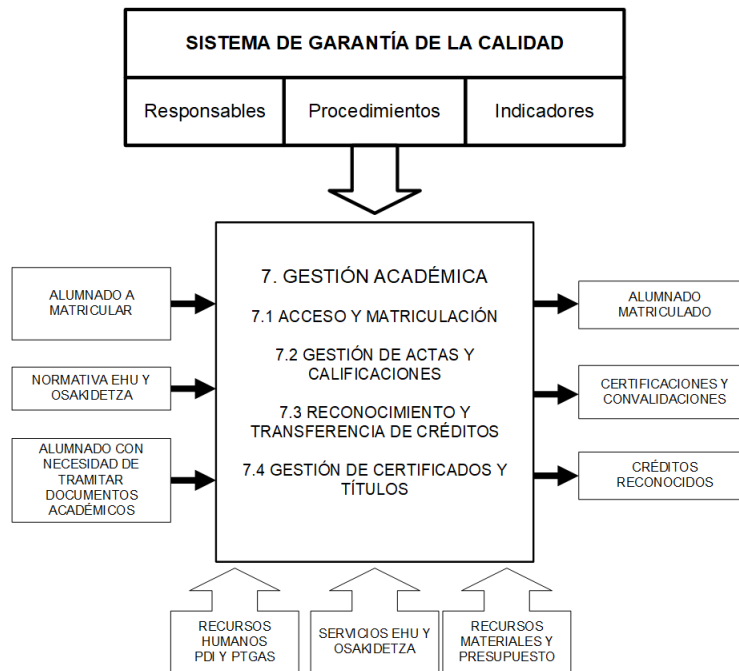 SISTEMA DE GARANTÍA DE LA CALIDAD
Responsables
Procedimientos
Indicadores
ALUMNADO A
MATRICULAR
NORMATIVA EHU Y
OSAKIDETZA
ALUMNADO CON
NECESIDAD DE
TRAMITAR
DOCUMENTOS
ACADÉMICOS
7. GESTIÓN ACADÉMICA
7.1 ACCESO Y MATRICULACIÓN
7.2 GESTIÓN DE ACTAS Y
CALIFICACIONES
7.3 RECONOCIMIENTO Y
TRANSFERENCIA DE CRÉDITOS
7.4 GESTIÓN DE CERTIFICADOS Y
TÍTULOS
ALUMNADO
MATRICULADO
CERTIFICACIONES Y
CONVALIDACIONES
CRÉDITOS
RECONOCIDOS
RECURSOS
HUMANOS
PDI Y PTGAS
SERVICIOS EHU Y
OSAKIDETZA
RECURSOS
MATERIALES Y
PRESUPUESTO